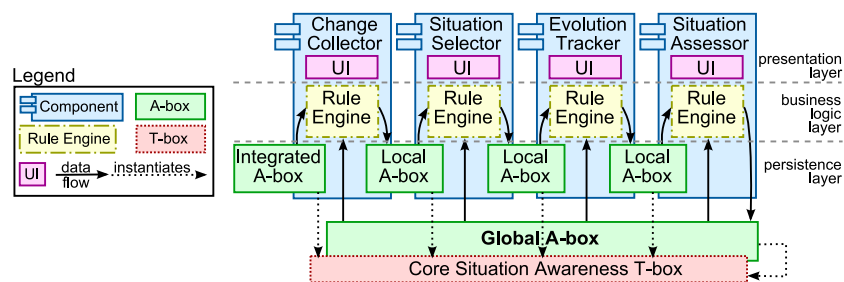 Change
Collector
Situation
Selector
Evolution
Tracker
Situation
Assessor
UI
UI
UI
UI
presentation
layer
Rule
Engine
Rule
Engine
Rule
Engine
Rule
Engine
business
logic
layer
Integrated
A-box
Local
A-box
Local
A-box
Local
A-box
persistence
layer
Global A-box
Core Situation Awareness T-box
Legend
Component
A-box
Rule Engine
T-box
UI
data
flow
instantiates